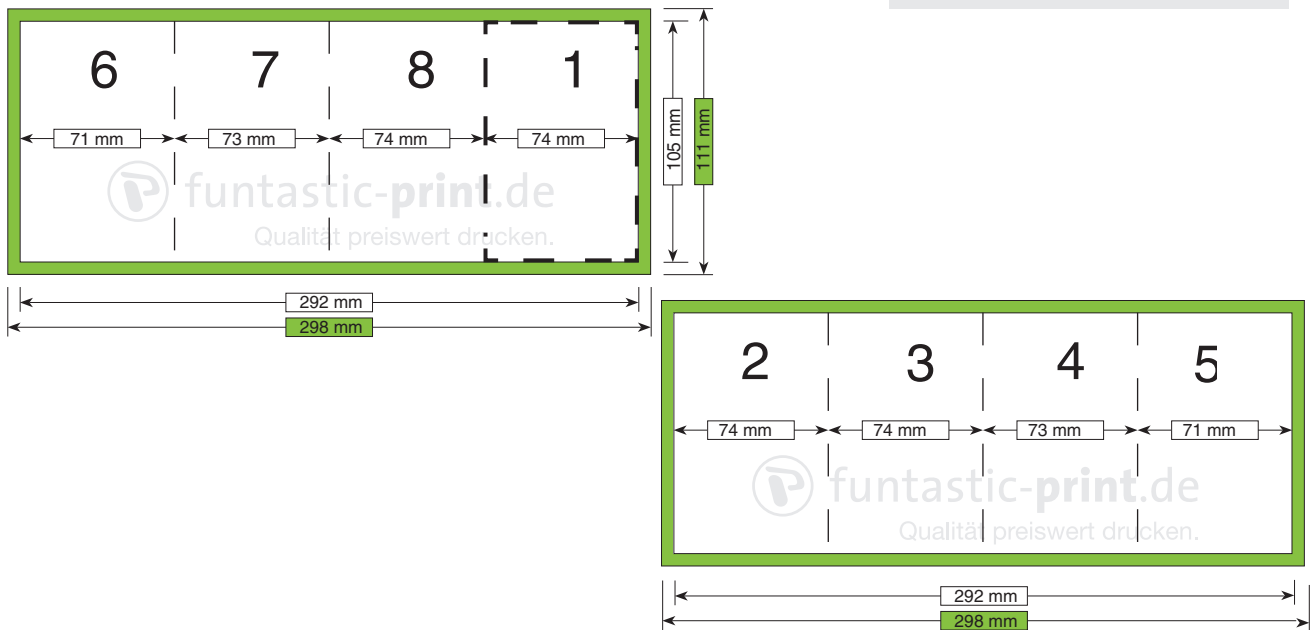 6 7 8 1
71 mm 73 mm 74 mm 74 mm
105 mm
111 mm
funtastic-print.de
Qualität preiswert drucken.
292 mm
298 mm
2 3 4 5
74 mm 74 mm 73 mm 71 mm
funtastic-print.de
Qualität preiswert drucken.
292 mm
298 mm